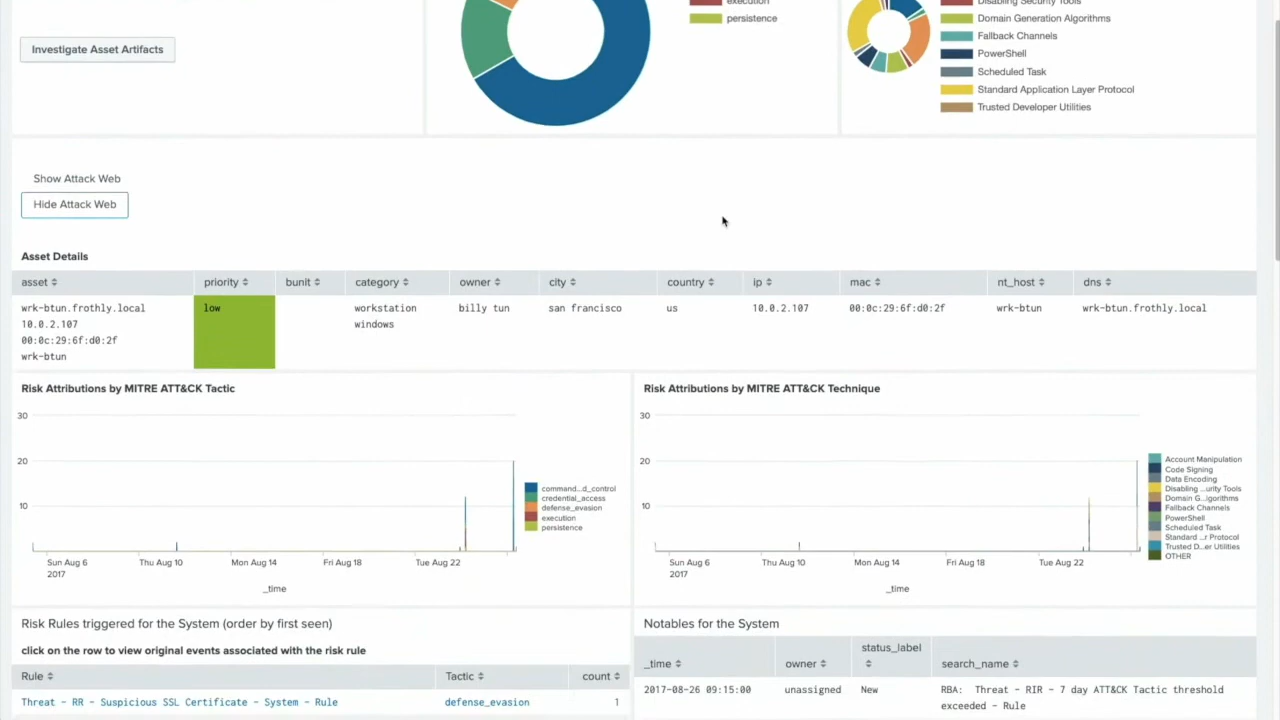 execution
persistence
Disabling Security Tools
Domain Generation Algorithms
Fallback Channels
PowerShell
Scheduled Task
Standard Application Layer Protocol
Trusted Developer Utilities
Investigate Asset Artifacts
Show Attack Web
Hide Attack Web
Asset Details
asset priority bunit category owner city country ip mac nt_host dns
wrk-btun.frothly.local low workstation billy tun san francisco us 10.0.2.107 00:0c:29:6f:d0:2f wrk-btun wrk-btun.frothly.local
10.0.2.107 windows
00:0c:29:6f:d0:2f
wrk-btun
Risk Attributions by MITRE ATT&CK Tactic
30
20
10
command...d_control
credential_access
defense_evasion
execution
persistence
Sun Aug 6 Thu Aug 10 Mon Aug 14 Fri Aug 18 Tue Aug 22
2017
_time
Risk Attributions by MITRE ATT&CK Technique
30
20
10
Account Manipulation
Code Signing
Data Encoding
Disabling ...urity Tools
Domain G...lgorithms
Fallback Channels
PowerShell
Scheduled Task
Standard ...r Protocol
Trusted D...er Utilities
OTHER
Sun Aug 6 Thu Aug 10 Mon Aug 14 Fri Aug 18 Tue Aug 22
2017
_time
Risk Rules triggered for the System (order by first seen)
click on the row to view original events associated with the risk rule
Rule Tactic count
Threat - RR - Suspicious SSL Certificate - System - Rule defense_evasion 1
Notables for the System
_time owner status_label search_name
2017-08-26 09:15:00 unassigned New RBA: Threat - RIR - 7 day ATT&CK Tactic threshold
exceeded - Rule